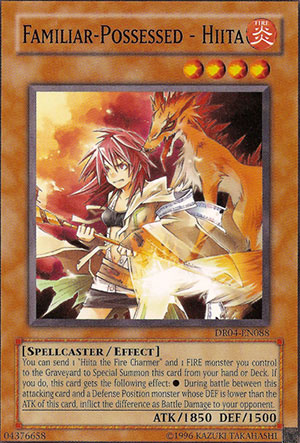 FAMILIAR-POSSESSED - HIITA
FIRE
炎
DR04-EN088
[SPELLCASTER / EFFECT]
You can send 1 "Hiita the Fire Charmer" and 1 FIRE monster you control
to the Graveyard to Special Summon this card from your hand or Deck. If
you do, this card gets the following effect: ● During battle between this
attacking card and a Defense Position monster whose DEF is lower than the
ATK of this card, inflict the difference as Battle Damage to your opponent.
ATK/1850 DEF/1500
04376658
©1996 KAZUKI TAKAHASHI